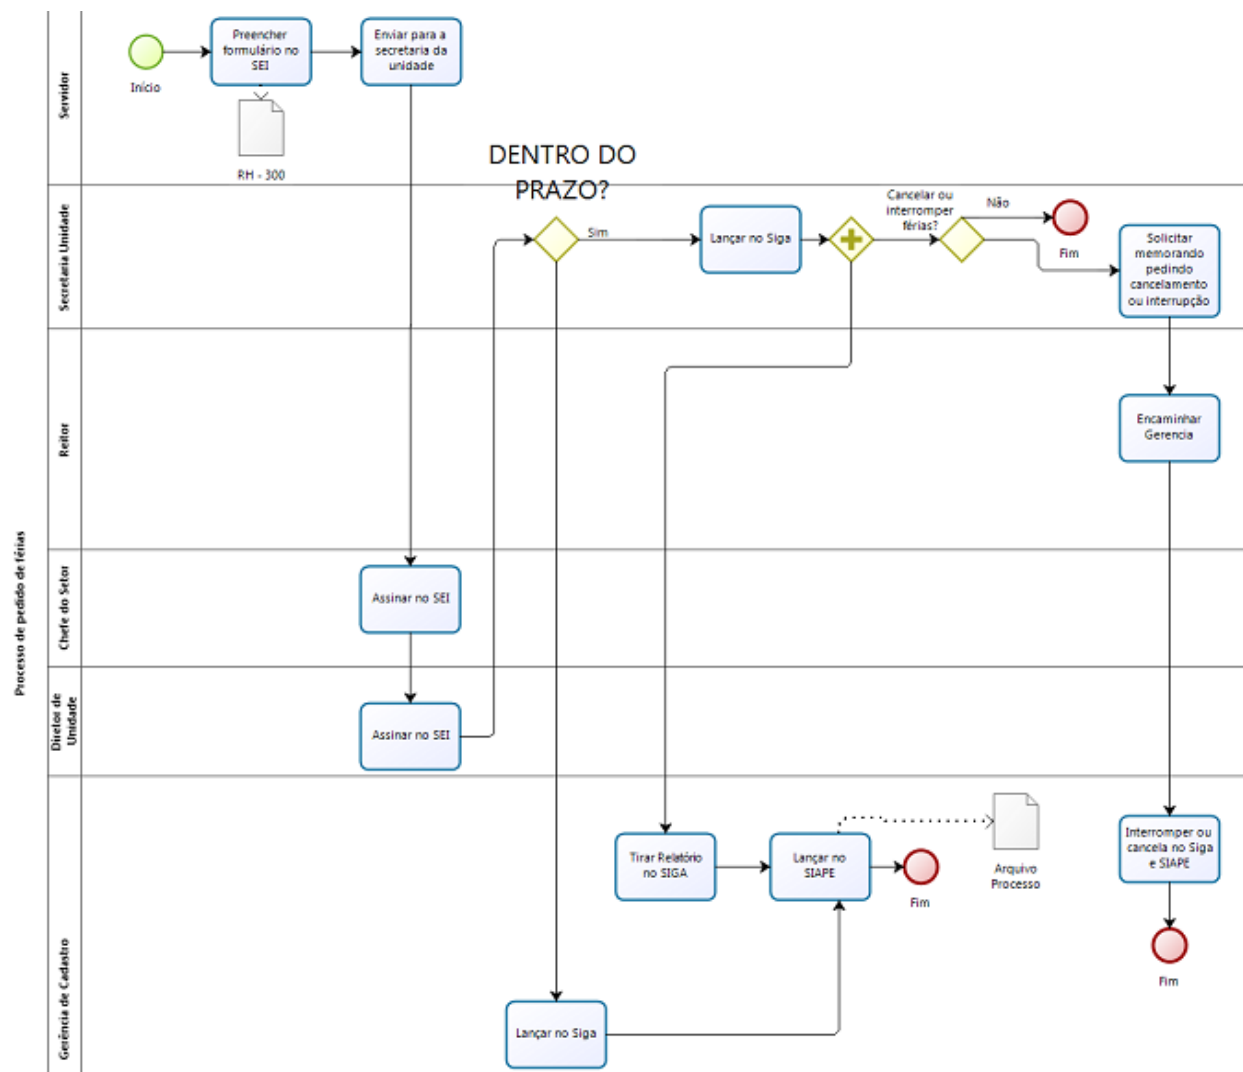 Processo de pedido de férias
Servidor
Início
Preencher
formulário no
SEI
Enviar para a
secretaria da
unidade
RH - 300
DENTRO DO
PRAZO?
Secretaria Unidade
Sim
Lançar no Siga
Cancelar ou
interromper
férias?
Não
Fim
Solicitar
memorando
pedindo
cancelamento
ou interrupção
Reitor
Encaminhar
Gerencia
Chefe do Setor
Assinar no SEI
Diretor de
Unidade
Assinar no SEI
Gerência de Cadastro
Tirar Relatório
no SIGA
Lançar no
SIAPE
Fim
Arquivo
Processo
Interromper ou
cancela no Siga
e SIAPE
Fim
Lançar no Siga